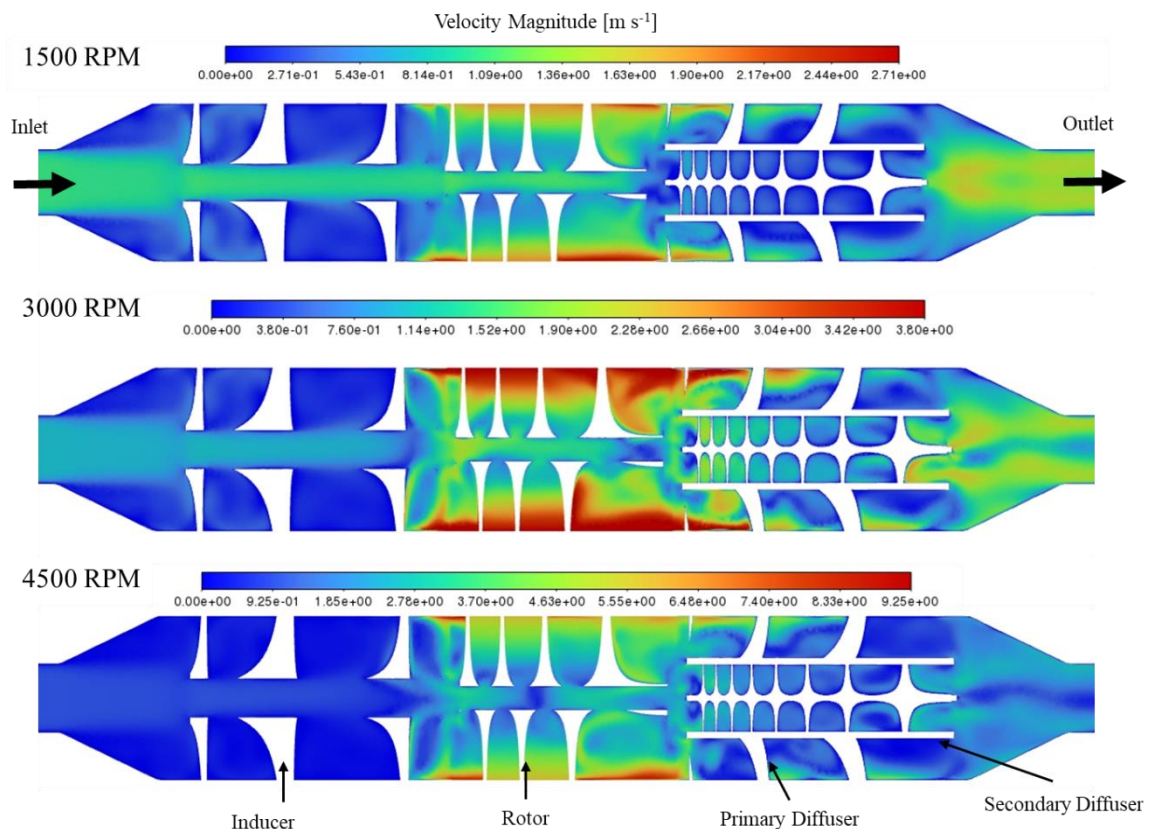 Velocity Magnitude [m s⁻¹]
1500 RPM
0.00e+00 2.71e-01 5.43e-01 8.14e-01 1.09e+00 1.36e+00 1.63e+00 1.90e+00 2.17e+00 2.44e+00 2.71e+00
Inlet
Outlet
3000 RPM
0.00e+00 3.80e-01 7.60e-01 1.14e+00 1.52e+00 1.90e+00 2.28e+00 2.66e+00 3.04e+00 3.42e+00 3.80e+00
4500 RPM
0.00e+00 9.25e-01 1.85e+00 2.78e+00 3.70e+00 4.63e+00 5.55e+00 6.48e+00 7.40e+00 8.33e+00 9.25e+00
Inducer
Rotor
Primary Diffuser
Secondary Diffuser